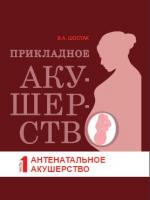 В.А. ШОСТАК
ПРИКЛАДНОЕ
АКУ-
ШЕР-
СТВО
1 АНТЕНАТАЛЬНОЕ
АКУШЕРСТВО